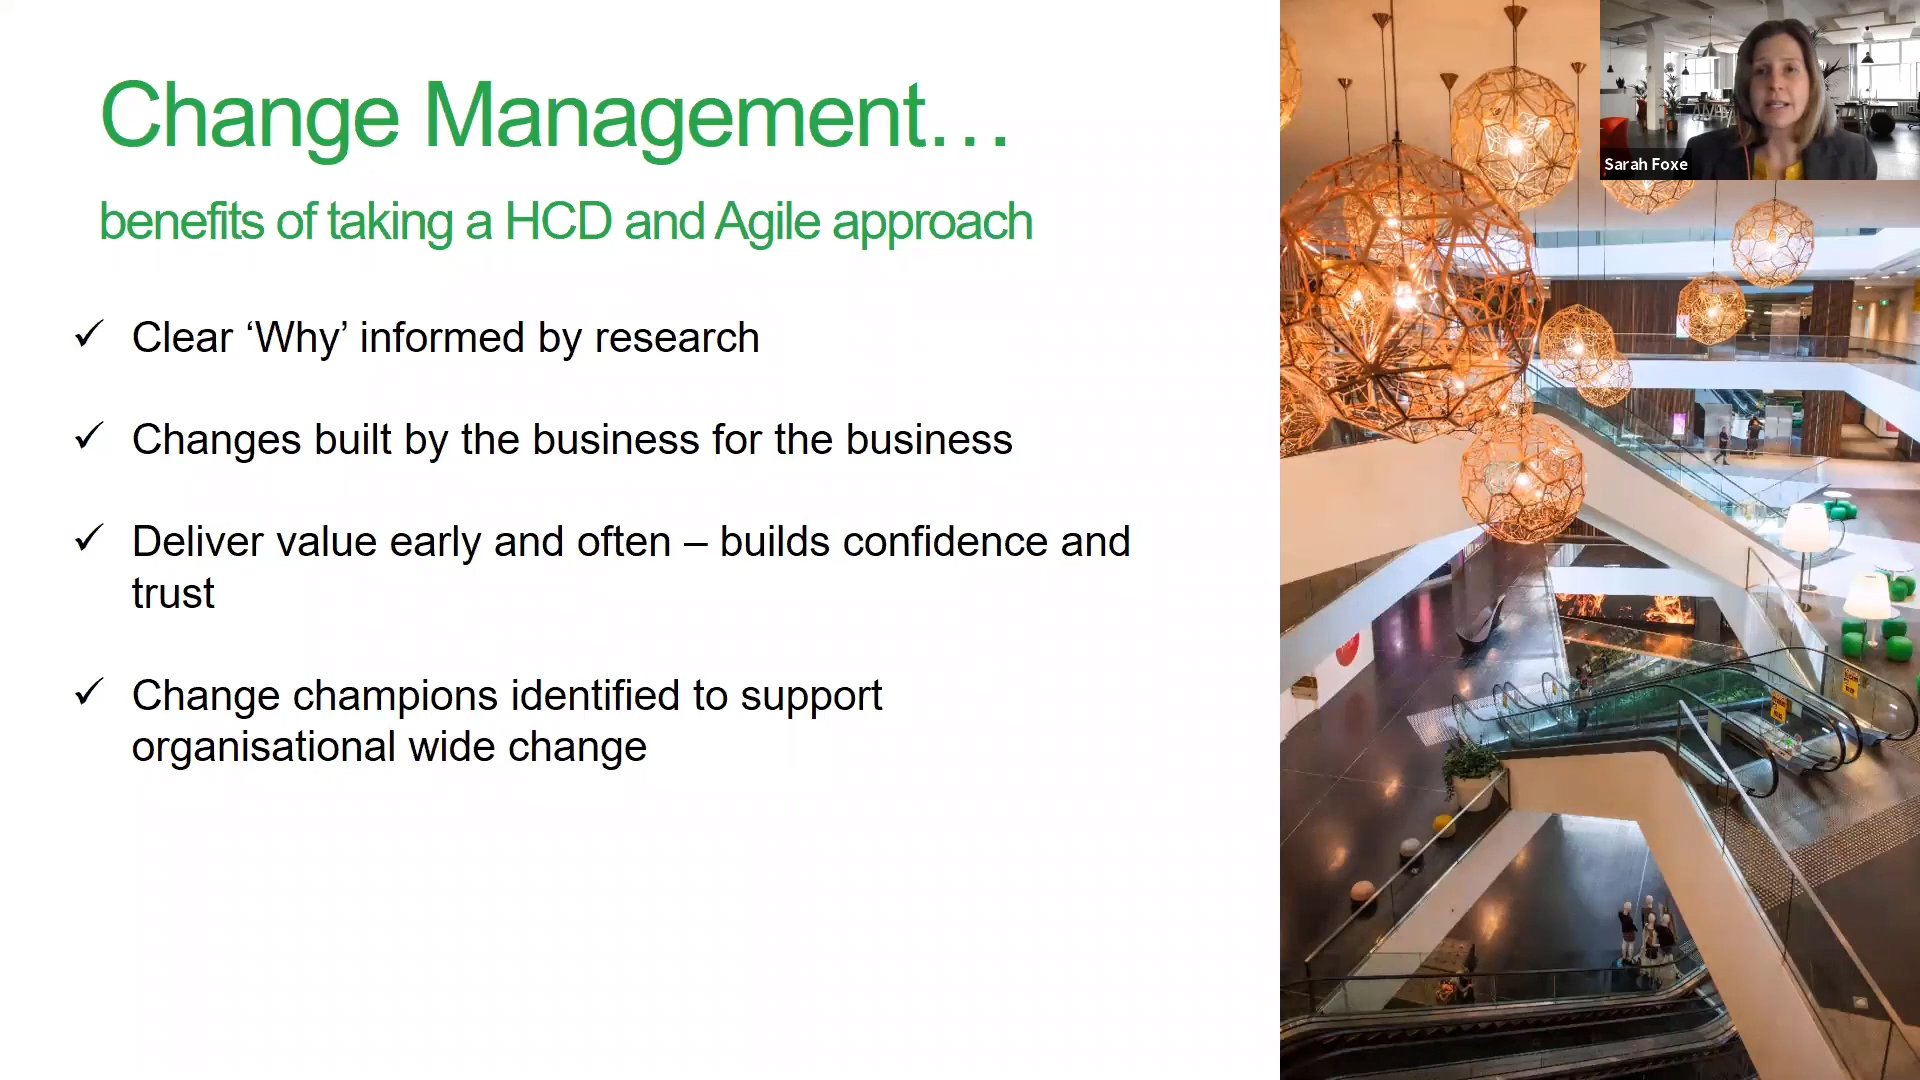 Change Management…
benefits of taking a HCD and Agile approach
✓ Clear ‘Why’ informed by research
✓ Changes built by the business for the business
✓ Deliver value early and often – builds confidence and
trust
✓ Change champions identified to support
organisational wide change
Sarah Foxe